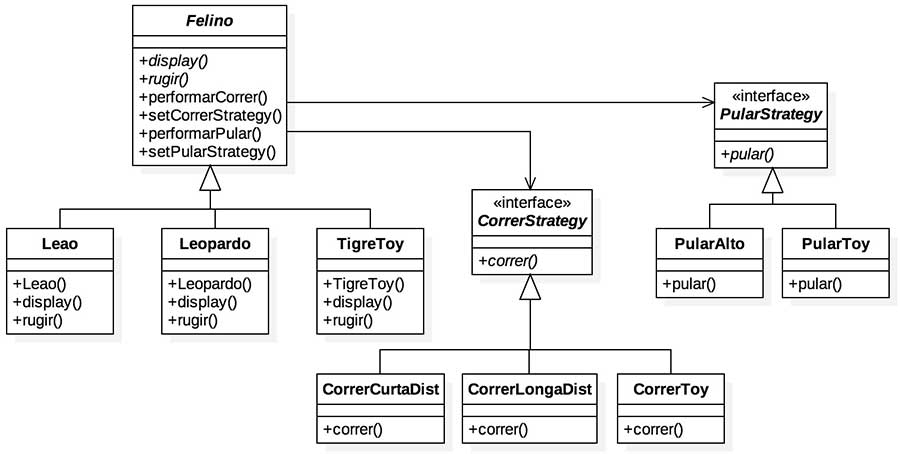 Felino
+display()
+rugir()
+performarCorrer()
+setCorrerStrategy()
+performarPular()
+setPularStrategy()
«interface»
PularStrategy
+pular()
«interface»
CorrerStrategy
+correr()
Leao
+Leao()
+display()
+rugir()
Leopardo
+Leopardo()
+display()
+rugir()
TigreToy
+TigreToy()
+display()
+rugir()
PularAlto
+pular()
PularToy
+pular()
CorrerCurtaDist
+correr()
CorrerLongaDist
+correr()
CorrerToy
+correr()